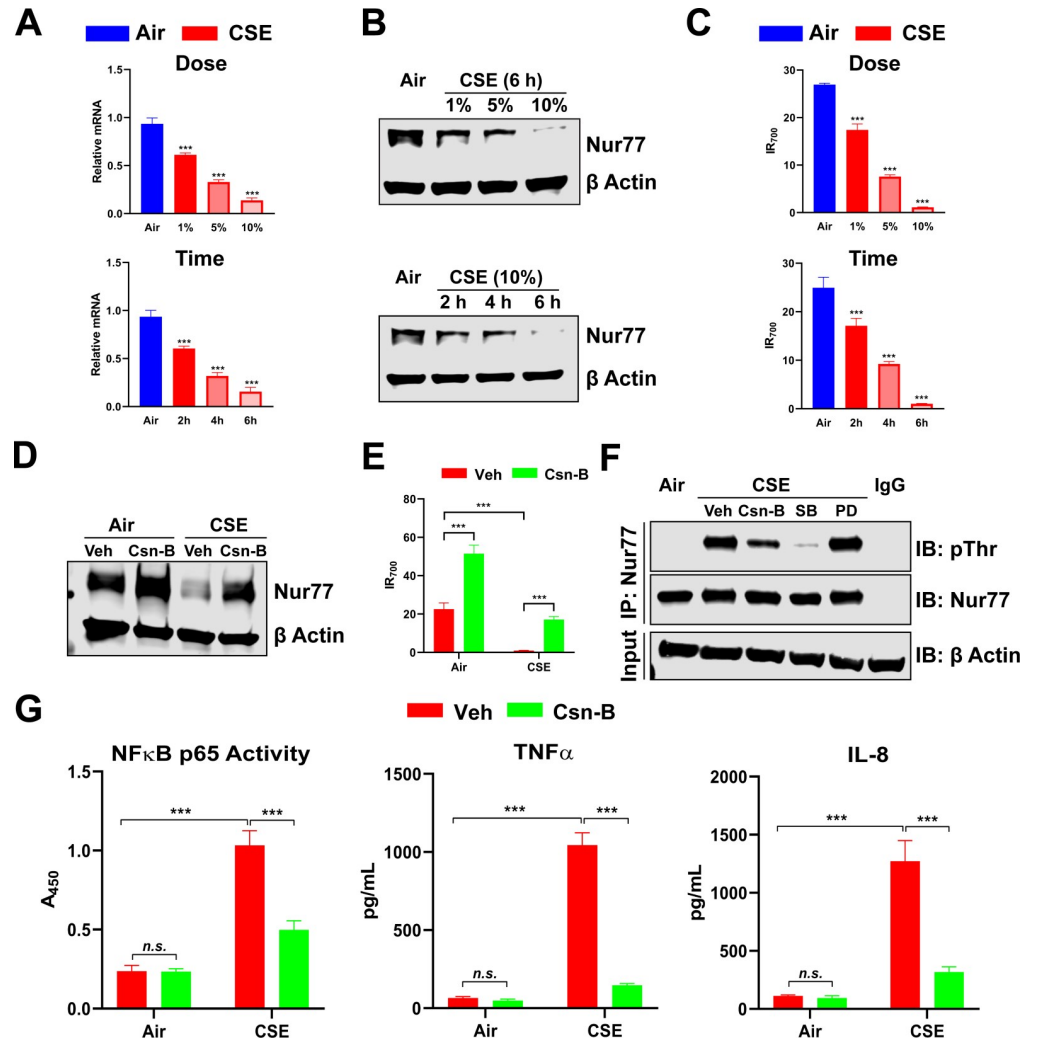 A
Air CSE
Dose
Relative mRNA
1.5
1.0
0.5
0.0
***
***
***
Air 1% 5% 10%
Time
Relative mRNA
1.5
1.0
0.5
0.0
***
***
***
Air 2h 4h 6h
B
Air CSE (6 h)
1% 5% 10%
Nur77
β Actin
Air CSE (10%)
2 h 4 h 6 h
Nur77
β Actin
C
Air CSE
Dose
IR700
30
20
10
0
***
***
***
Air 1% 5% 10%
Time
IR700
30
20
10
0
***
***
***
Air 2h 4h 6h
D
Air CSE
Veh Csn-B Veh Csn-B
Nur77
β Actin
E
Veh Csn-B
IR700
80
60
40
20
0
***
***
***
Air CSE
F
Air CSE IgG
Veh Csn-B SB PD
IP: Nur77
Input
IB: pThr
IB: Nur77
IB: β Actin
G
Veh Csn-B
NFκB p65 Activity
A450
1.5
1.0
0.5
0.0
*** ***
n.s.
Air CSE
TNFα
pg/mL
1500
1000
500
0
*** ***
n.s.
Air CSE
IL-8
pg/mL
2000
1500
1000
500
0
*** ***
n.s.
Air CSE